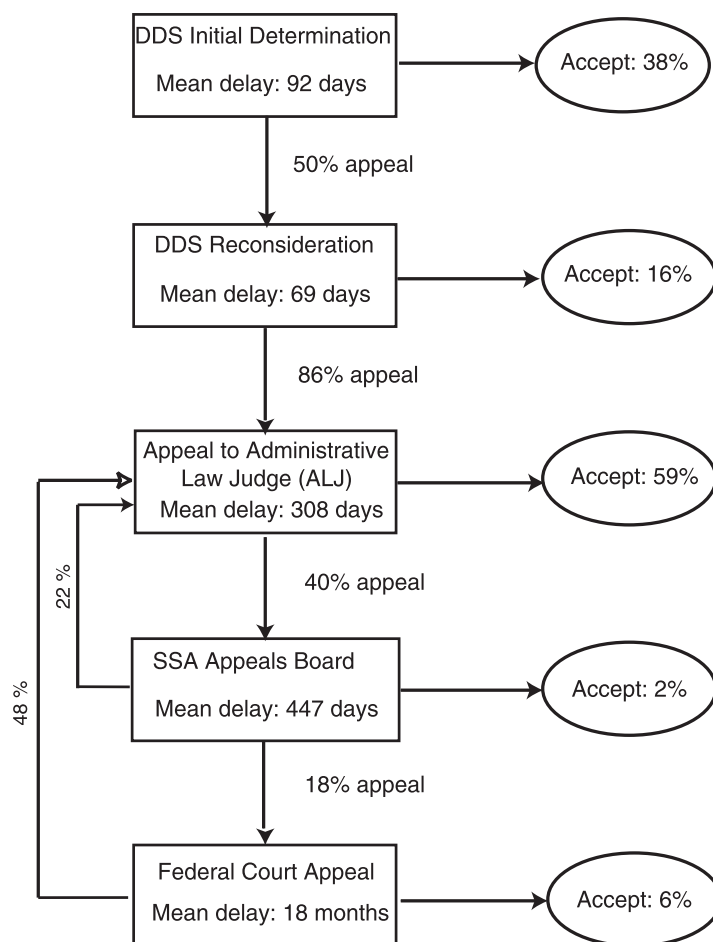 DDS Initial Determination
Mean delay: 92 days
Accept: 38%
50% appeal
DDS Reconsideration
Mean delay: 69 days
Accept: 16%
86% appeal
Appeal to Administrative
Law Judge (ALJ)
Mean delay: 308 days
Accept: 59%
22 %
40% appeal
48 %
SSA Appeals Board
Mean delay: 447 days
Accept: 2%
18% appeal
Federal Court Appeal
Mean delay: 18 months
Accept: 6%